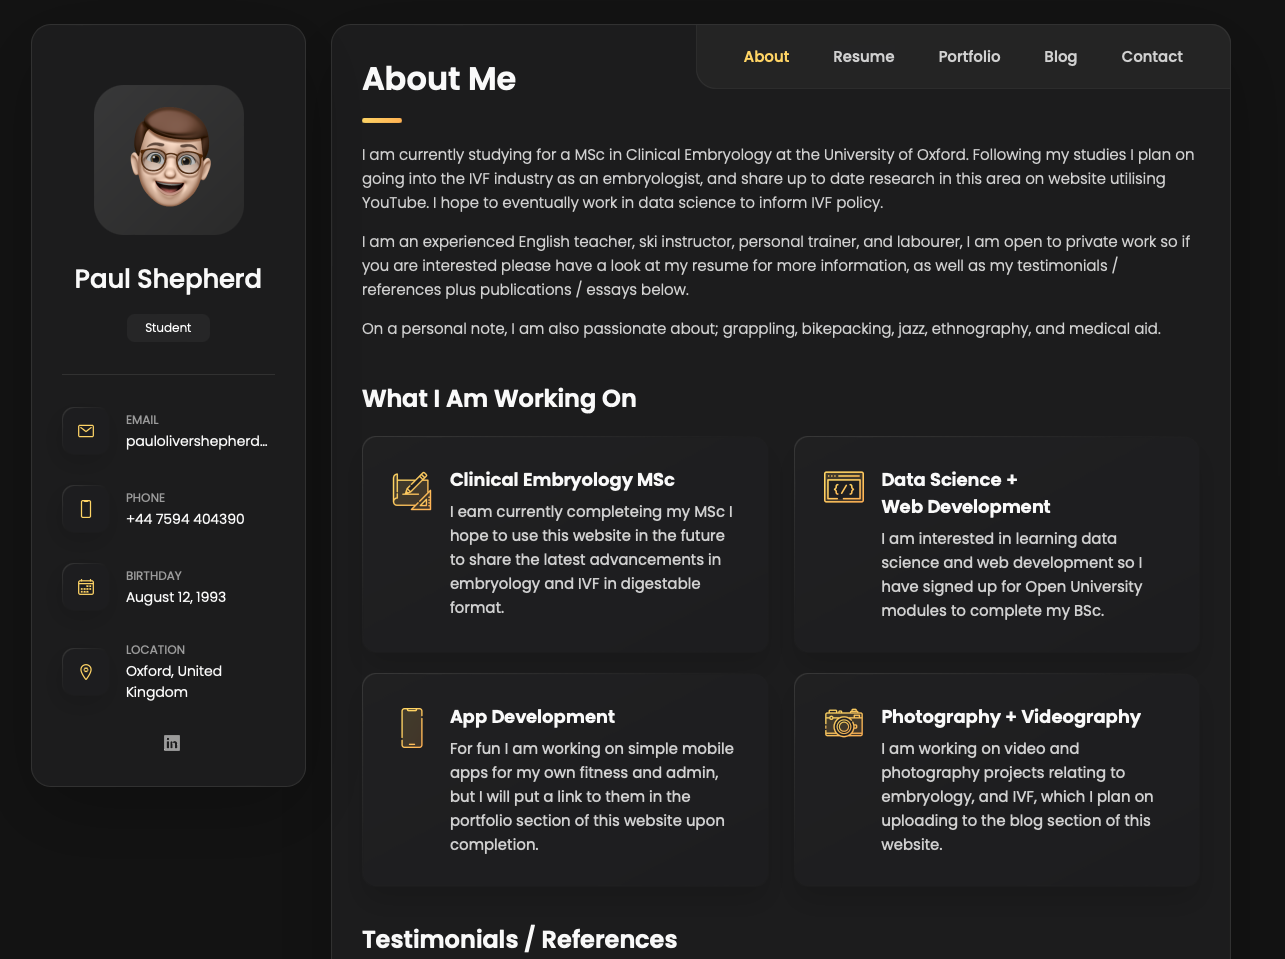 Paul Shepherd
Student
EMAIL
paulolivershepherd...
PHONE
+44 7594 404390
BIRTHDAY
August 12, 1993
LOCATION
Oxford, United
Kingdom
About
Resume
Portfolio
Blog
Contact
About Me
I am currently studying for a MSc in Clinical Embryology at the University of Oxford. Following my studies I plan on
going into the IVF industry as an embryologist, and share up to date research in this area on website utilising
YouTube. I hope to eventually work in data science to inform IVF policy.
I am an experienced English teacher, ski instructor, personal trainer, and labourer, I am open to private work so if
you are interested please have a look at my resume for more information, as well as my testimonials /
references plus publications / essays below.
On a personal note, I am also passionate about; grappling, bikepacking, jazz, ethnography, and medical aid.
What I Am Working On
Clinical Embryology MSc
I eam currently completeing my MSc I
hope to use this website in the future
to share the latest advancements in
embryology and IVF in digestable
format.
Data Science +
Web Development
I am interested in learning data
science and web development so I
have signed up for Open University
modules to complete my BSc.
App Development
For fun I am working on simple mobile
apps for my own fitness and admin,
but I will put a link to them in the
portfolio section of this website upon
completion.
Photography + Videography
I am working on video and
photography projects relating to
embryology, and IVF, which I plan on
uploading to the blog section of this
website.
Testimonials / References